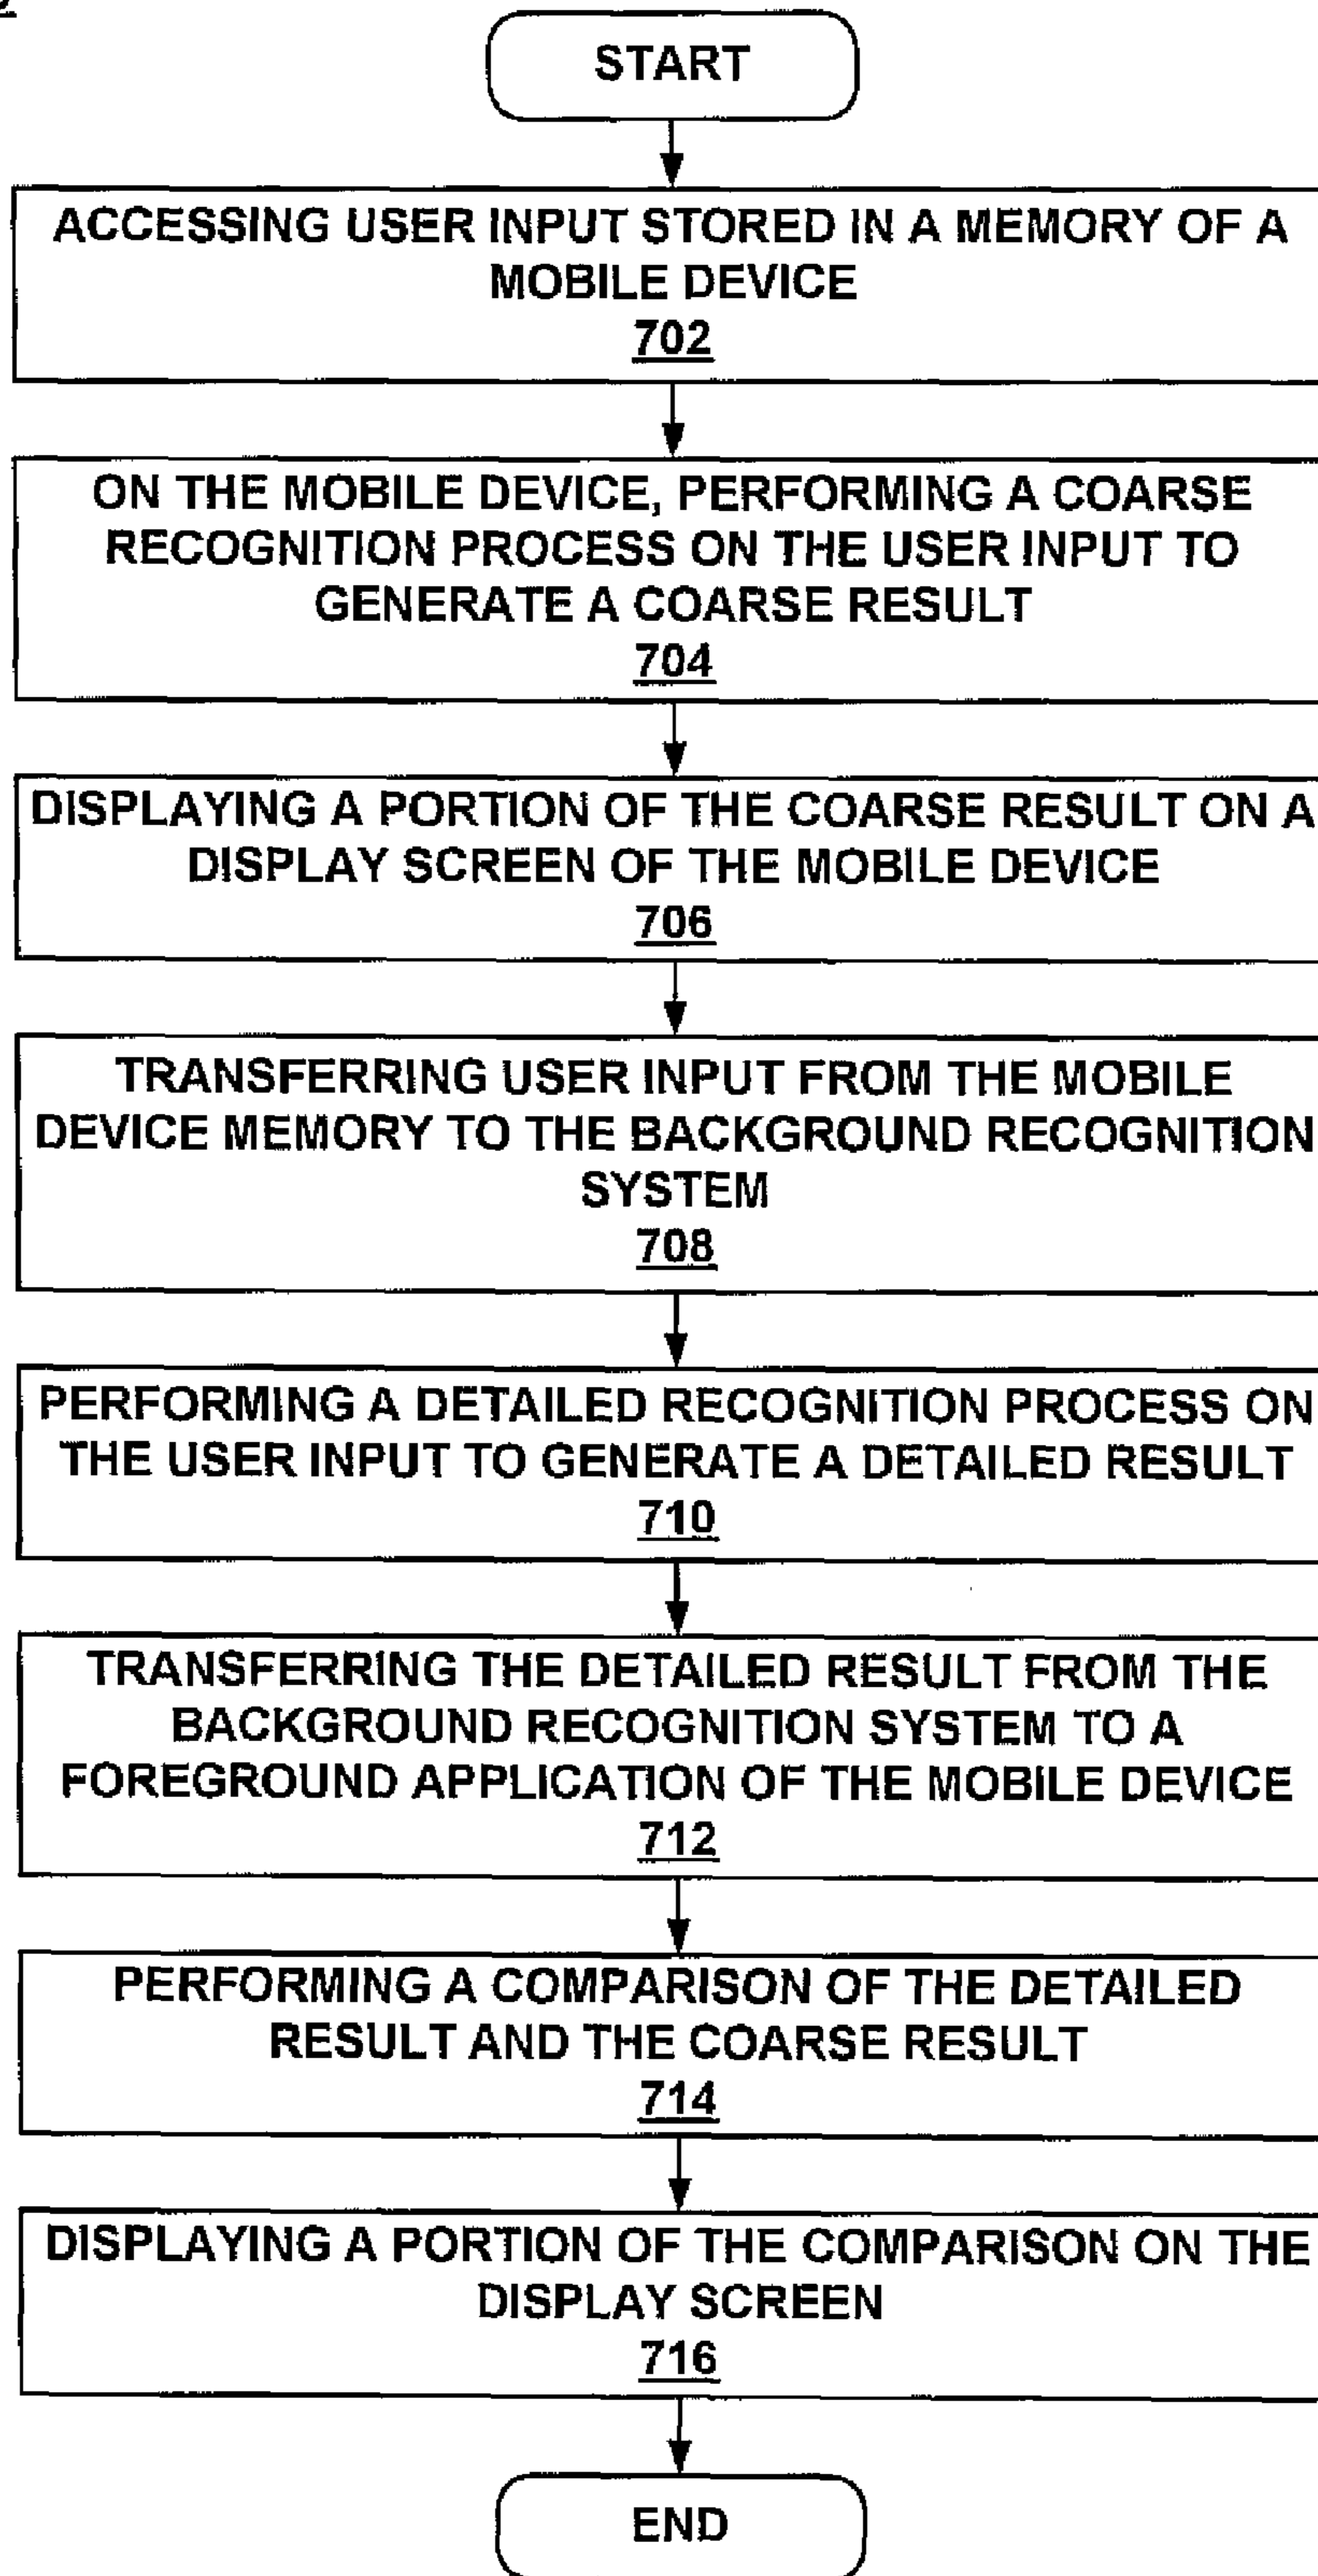 START
ACCESSING USER INPUT STORED IN A MEMORY OF A
MOBILE DEVICE
702
ON THE MOBILE DEVICE, PERFORMING A COARSE
RECOGNITION PROCESS ON THE USER INPUT TO
GENERATE A COARSE RESULT
704
DISPLAYING A PORTION OF THE COARSE RESULT ON A
DISPLAY SCREEN OF THE MOBILE DEVICE
706
TRANSFERRING USER INPUT FROM THE MOBILE
DEVICE MEMORY TO THE BACKGROUND RECOGNITION
SYSTEM
708
PERFORMING A DETAILED RECOGNITION PROCESS ON
THE USER INPUT TO GENERATE A DETAILED RESULT
710
TRANSFERRING THE DETAILED RESULT FROM THE
BACKGROUND RECOGNITION SYSTEM TO A
FOREGROUND APPLICATION OF THE MOBILE DEVICE
712
PERFORMING A COMPARISON OF THE DETAILED
RESULT AND THE COARSE RESULT
714
DISPLAYING A PORTION OF THE COMPARISON ON THE
DISPLAY SCREEN
716
END